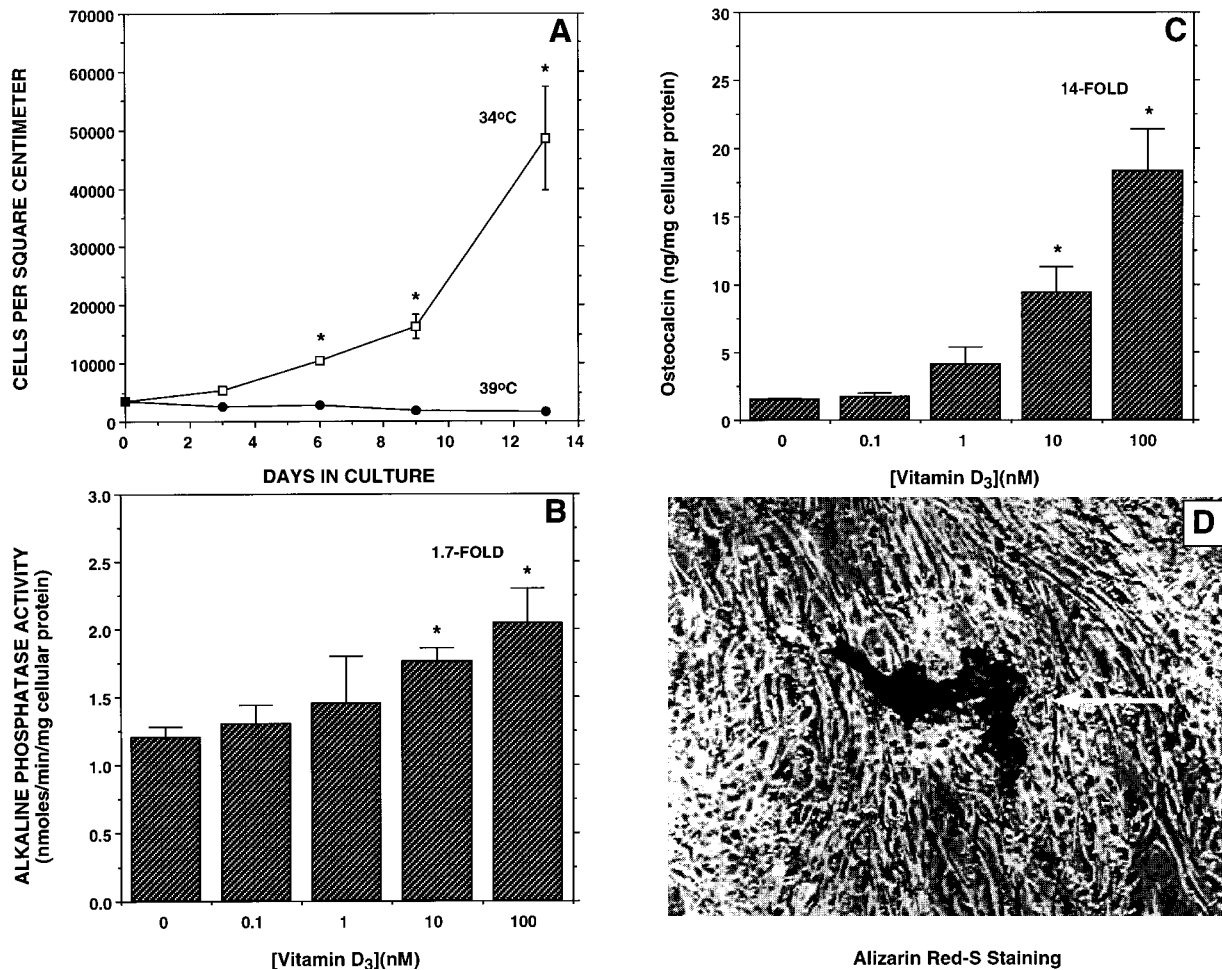 A
CELLS PER SQUARE CENTIMETER
70000
60000
50000
40000
30000
20000
10000
0
34ºC
39ºC
*
*
*
0 2 4 6 8 10 12 14
DAYS IN CULTURE
B
ALKALINE PHOSPHATASE ACTIVITY
(nmoles/min/mg cellular protein)
3.0
2.5
2.0
1.5
1.0
0.5
0.0
1.7-FOLD
*
*
0 0.1 1 10 100
[Vitamin D3](nM)
C
Osteocalcin (ng/mg cellular protein)
30
25
20
15
10
5
0
14-FOLD
*
*
0 0.1 1 10 100
[Vitamin D3](nM)
D
Alizarin Red-S Staining